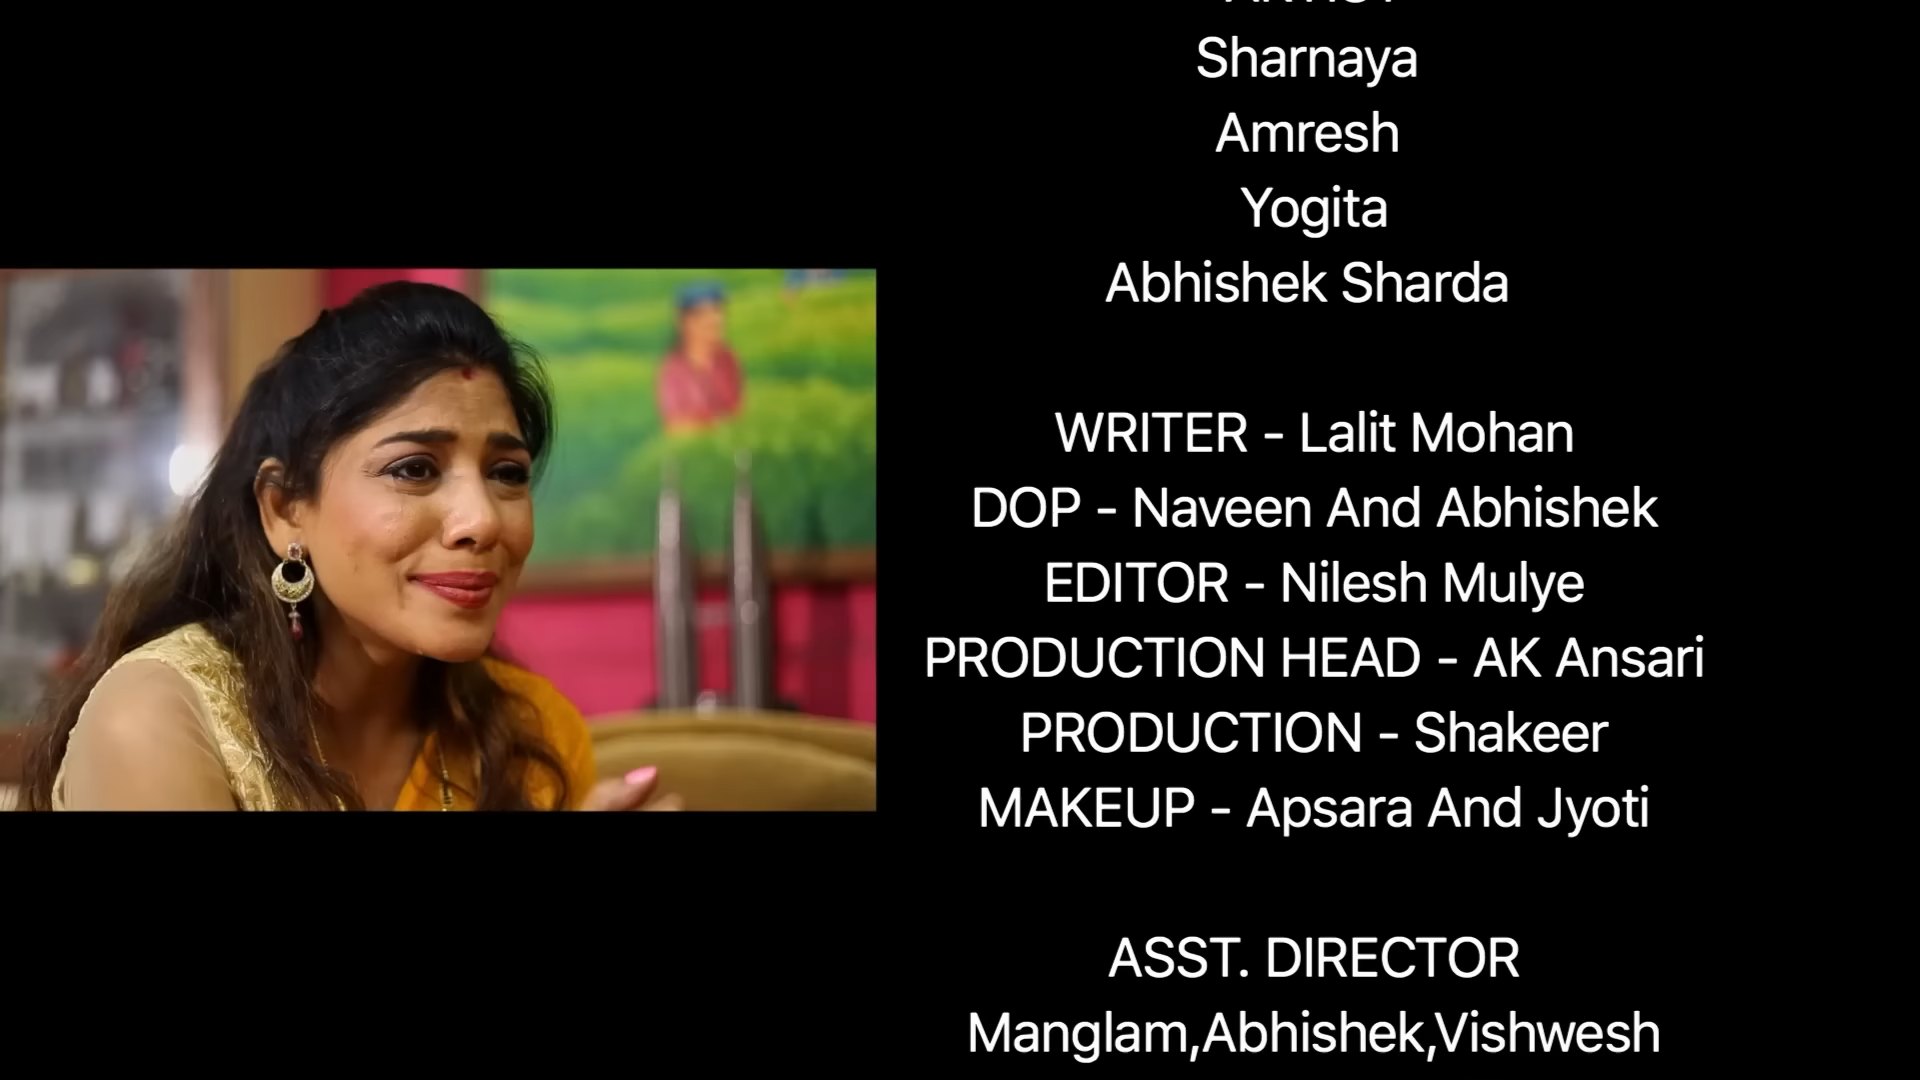 ARTIST
Sharnaya
Amresh
Yogita
Abhishek Sharda
WRITER - Lalit Mohan
DOP - Naveen And Abhishek
EDITOR - Nilesh Mulye
PRODUCTION HEAD - AK Ansari
PRODUCTION - Shakeer
MAKEUP - Apsara And Jyoti
ASST. DIRECTOR
Manglam,Abhishek,Vishwesh